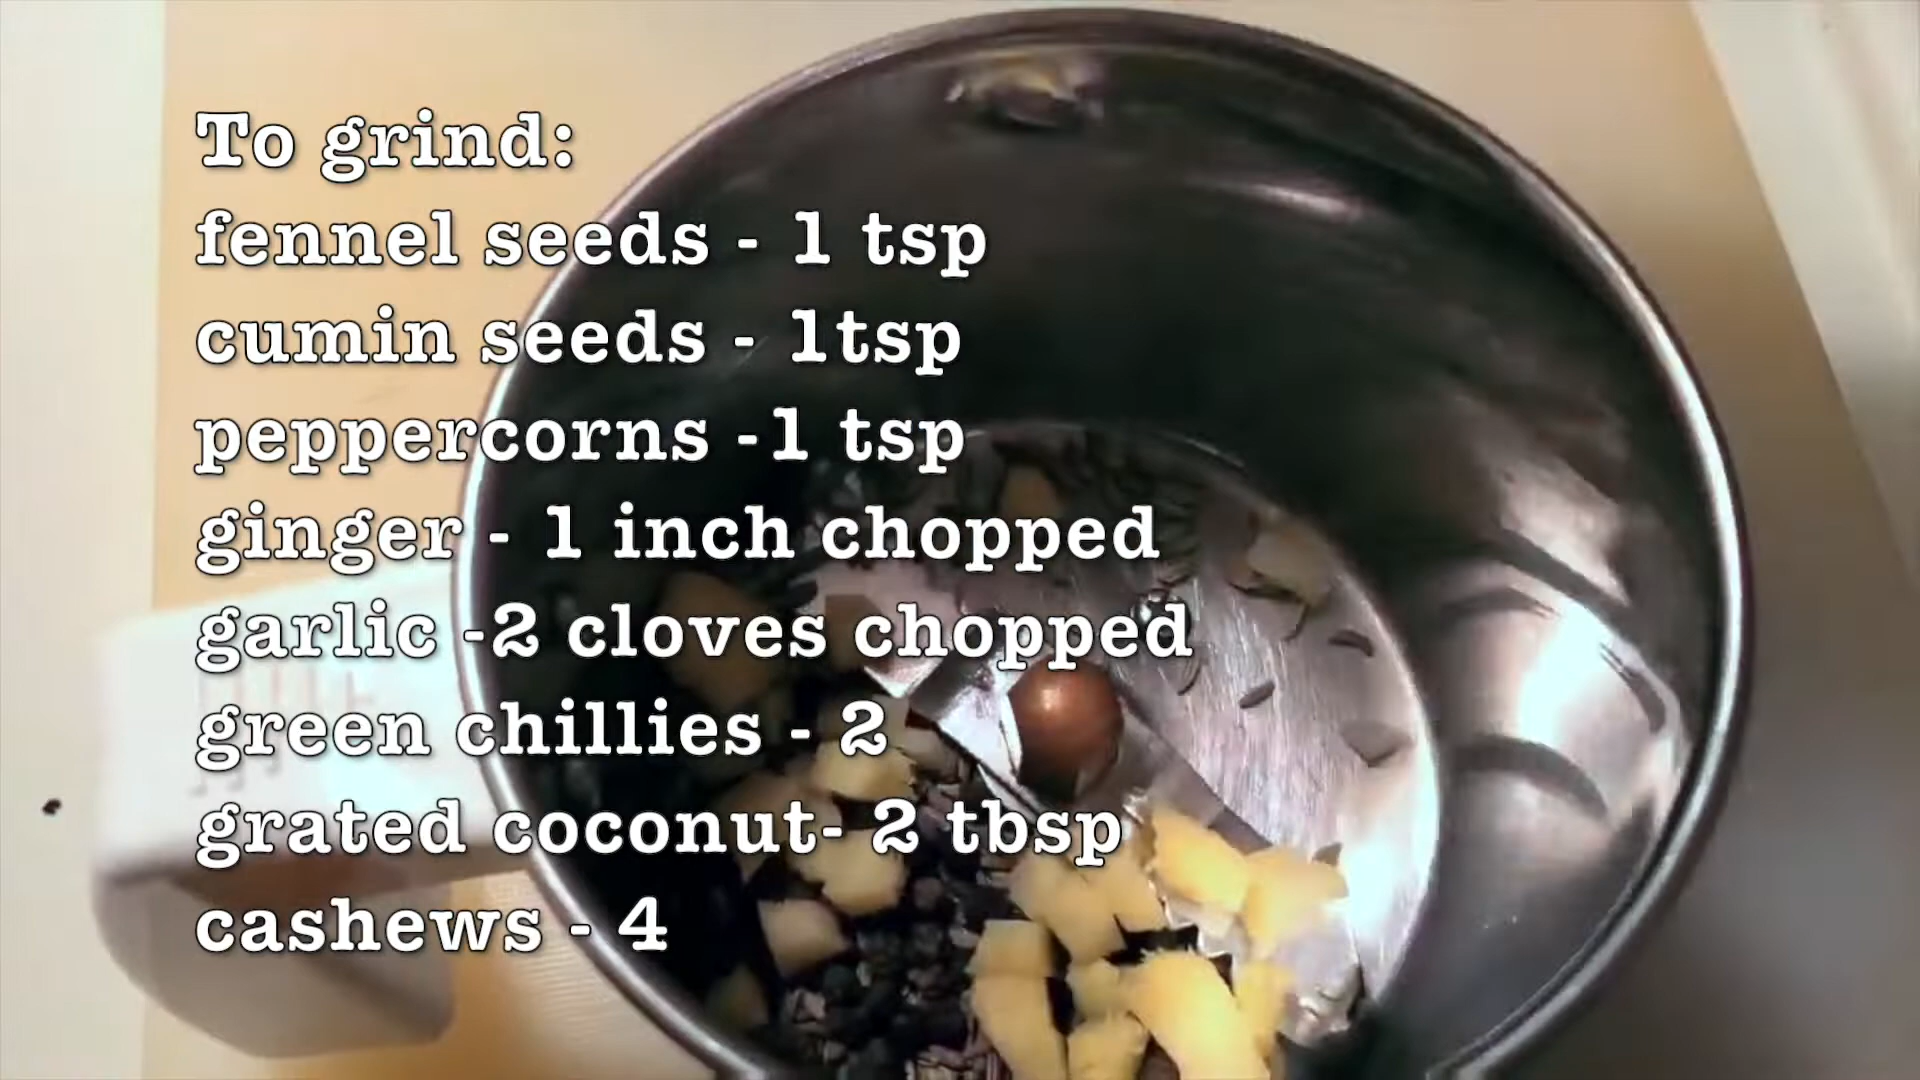 To grind:
fennel seeds - 1 tsp
cumin seeds - 1tsp
peppercorns -1 tsp
ginger - 1 inch chopped
garlic -2 cloves chopped
green chillies - 2
grated coconut- 2 tbsp
cashews - 4